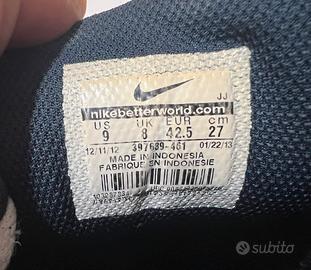 JJ
nikebetterworld.com
US UK EUR cm
9 8 42.5 27
12/11/12 397689-461 01/22/13
MADE IN INDONESIA
FABRIQUE EN INDONESIE
subito